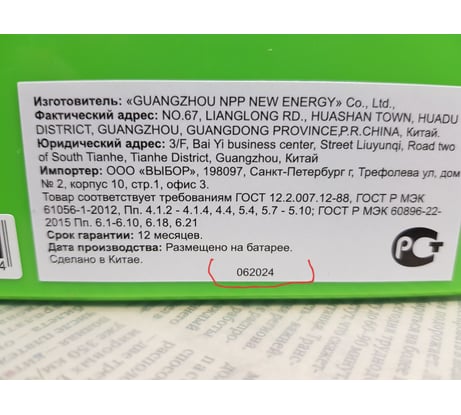 Изготовитель: «GUANGZHOU NPP NEW ENERGY» Co., Ltd.,
Фактический адрес: NO.67, LIANGLONG RD., HUASHAN TOWN, HUADU
DISTRICT, GUANGZHOU, GUANGDONG PROVINCE,P.R.CHINA, Китай.
Юридический адрес: 3/F, Bai Yi business center, Street Liuyunqi, Road two
of South Tianhe, Tianhe District, Guangzhou, Китай
Импортер: ООО «ВЫБОР», 198097, Санкт-Петербург г, Трефолева ул, дом
№ 2, корпус 10, стр.1, офис 3.
Товар соответствует требованиям ГОСТ 12.2.007.12-88, ГОСТ Р МЭК
61056-1-2012, Пп. 4.1.2 - 4.1.4, 4.4, 5.4, 5.7 - 5.10; ГОСТ Р МЭК 60896-22-
2015 Пп. 6.1-6.10, 6.18, 6.21
Срок гарантии: 12 месяцев.
Дата производства: Размещено на батарее.
Сделано в Китае.
062024
РСТ
4